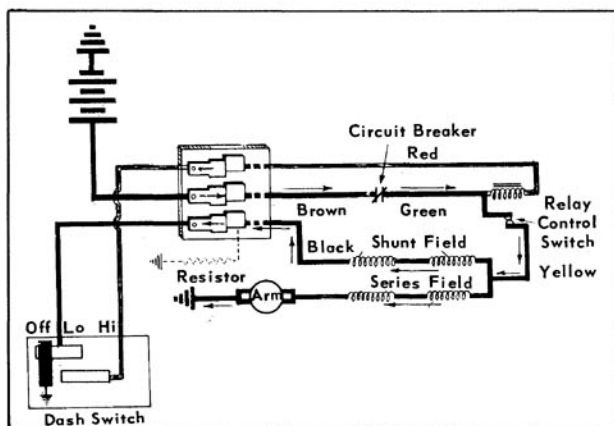 Circuit Breaker
Red
Brown
Green
Relay
Control
Switch
Black
Shunt Field
Yellow
Resistor
Series Field
Arm
Off Lo Hi
Dash Switch